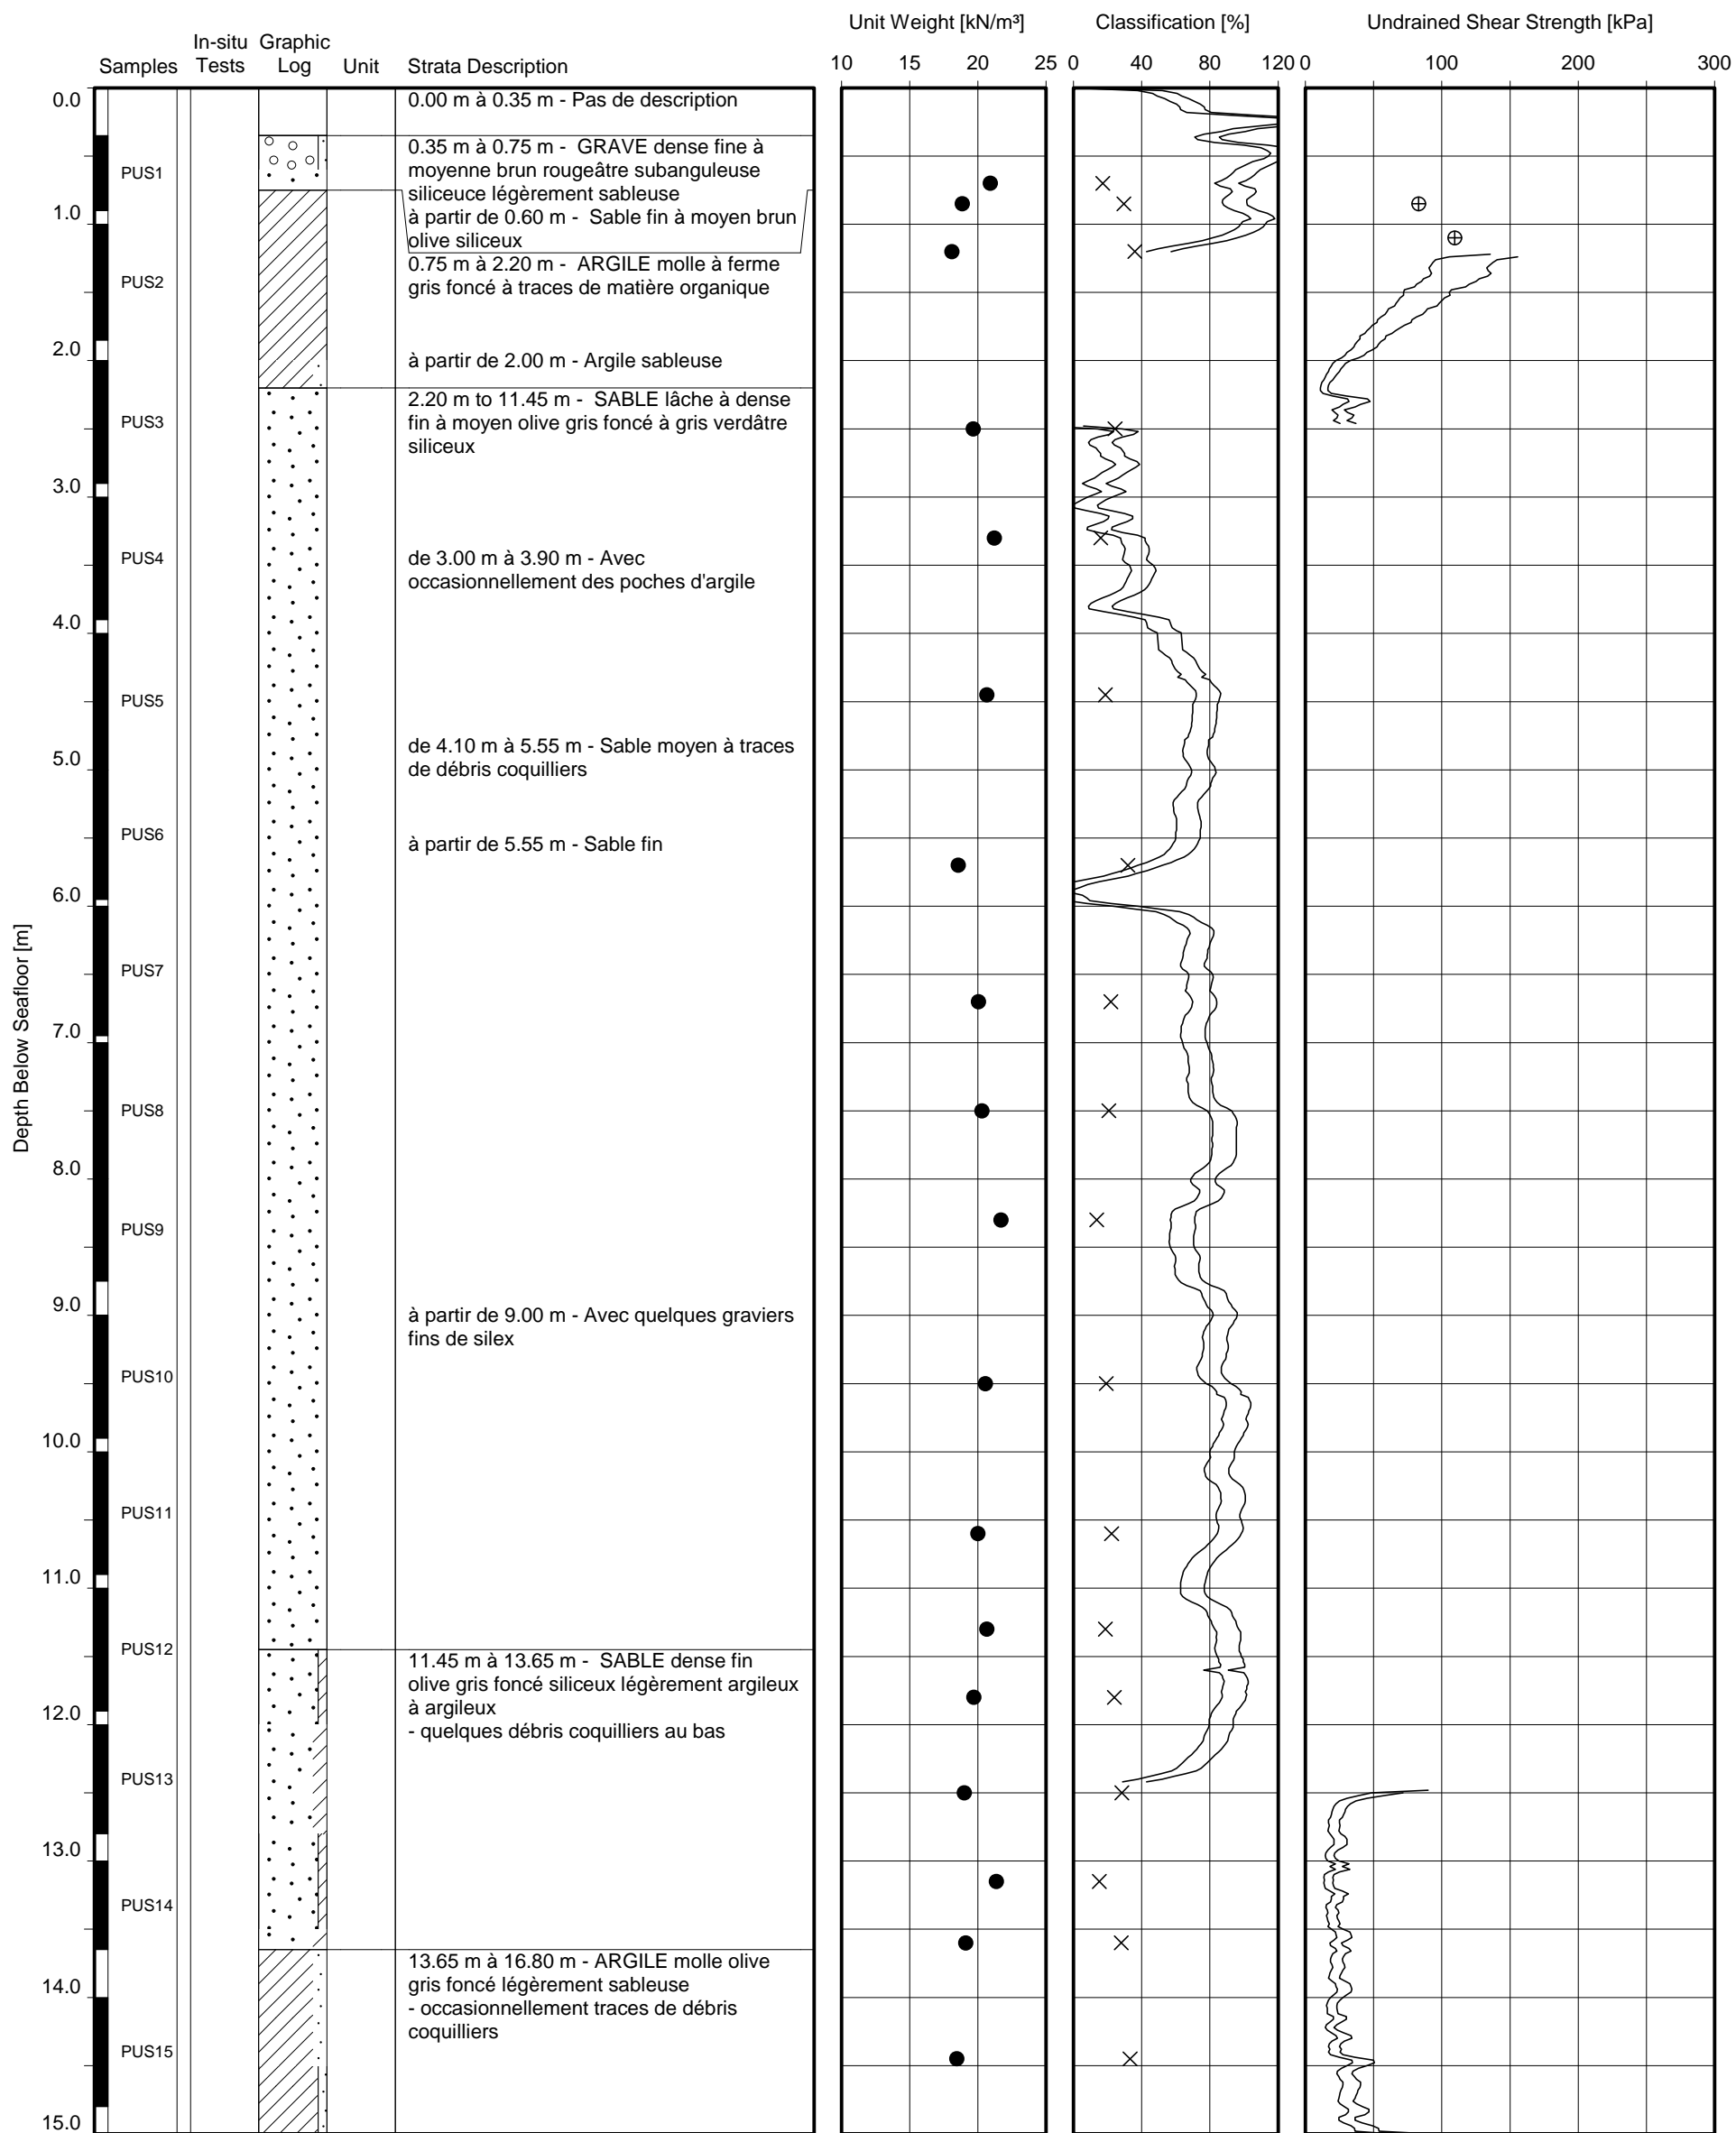 Unit Weight [kN/m³]
Classification [%]
Undrained Shear Strength [kPa]
Samples
In-situ Tests
Graphic Log
Unit
Strata Description
10 15 20 25
0 40 80 120
0 100 200 300
Depth Below Seafloor [m]
0.0
1.0
2.0
3.0
4.0
5.0
6.0
7.0
8.0
9.0
10.0
11.0
12.0
13.0
14.0
15.0
PUS1
PUS2
PUS3
PUS4
PUS5
PUS6
PUS7
PUS8
PUS9
PUS10
PUS11
PUS12
PUS13
PUS14
PUS15
0.00 m à 0.35 m - Pas de description
0.35 m à 0.75 m - GRAVE dense fine à
moyenne brun rougeâtre subanguleuse
siliceuce légèrement sableuse
à partir de 0.60 m - Sable fin à moyen brun
olive siliceux
0.75 m à 2.20 m - ARGILE molle à ferme
gris foncé à traces de matière organique
à partir de 2.00 m - Argile sableuse
2.20 m to 11.45 m - SABLE lâche à dense
fin à moyen olive gris foncé à gris verdâtre
siliceux
de 3.00 m à 3.90 m - Avec
occasionnellement des poches d'argile
de 4.10 m à 5.55 m - Sable moyen à traces
de débris coquilliers
à partir de 5.55 m - Sable fin
à partir de 9.00 m - Avec quelques graviers
fins de silex
11.45 m à 13.65 m - SABLE dense fin
olive gris foncé siliceux légèrement argileux
à argileux
- quelques débris coquilliers au bas
13.65 m à 16.80 m - ARGILE molle olive
gris foncé légèrement sableuse
- occasionnellement traces de débris
coquilliers